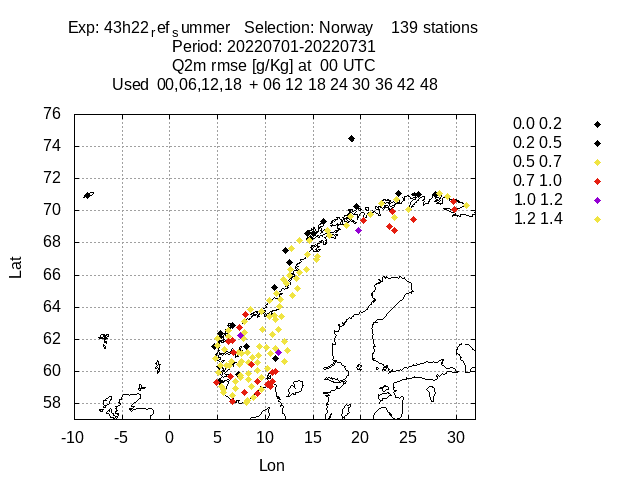 Exp: 43h22refsummer   Selection: Norway    139 stations
Period: 20220701-20220731
Q2m rmse [g/Kg] at  00 UTC
Used  00,06,12,18  + 06 12 18 24 30 36 42 48
76
74
72
70
68
66
64
62
60
58
Lat
-10 -5 0 5 10 15 20 25 30
Lon
0.0 0.2
0.2 0.5
0.5 0.7
0.7 1.0
1.0 1.2
1.2 1.4